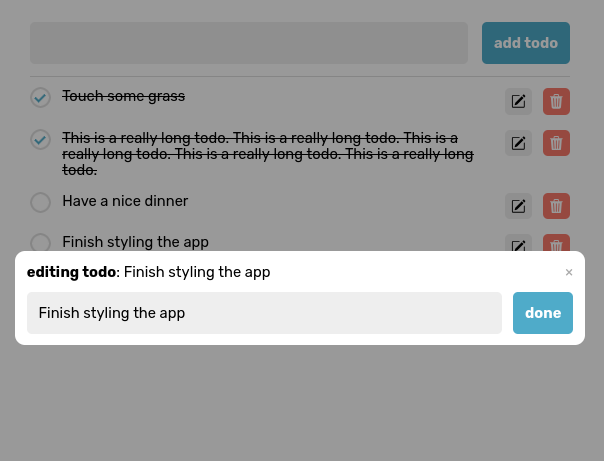 add todo
Touch some grass
This is a really long todo. This is a really long todo. This is a
really long todo. This is a really long todo. This is a really long
todo.
Have a nice dinner
Finish styling the app
editing todo: Finish styling the app ×
Finish styling the app done